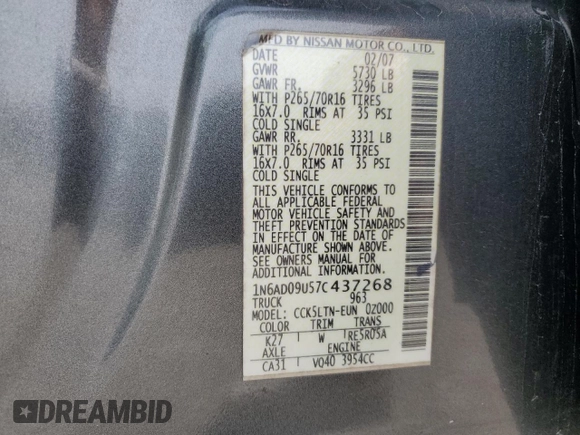 MFD BY NISSAN MOTOR CO., LTD.
DATE 02/07
GVWR 5730 LB
GAWR FR. 3296 LB
WITH P265/70R16 TIRES
16X7.0 RIMS AT 35 PSI
COLD SINGLE
GAWR RR. 3331 LB
WITH P265/70R16 TIRES
16X7.0 RIMS AT 35 PSI
COLD SINGLE
THIS VEHICLE CONFORMS TO
ALL APPLICABLE FEDERAL
MOTOR VEHICLE SAFETY AND
THEFT PREVENTION STANDARDS
IN EFFECT ON THE DATE OF
MANUFACTURE SHOWN ABOVE.
SEE OWNERS MANUAL FOR
ADDITIONAL INFORMATION
1N6AD09U57C437268
TRUCK 963
MODEL: CCK5LTN-EUN 0Z000
COLOR TRIM TRANS
K27 W RE5R05A
AXLE ENGINE
CA31 VQ40 3954CC
DREAMBID